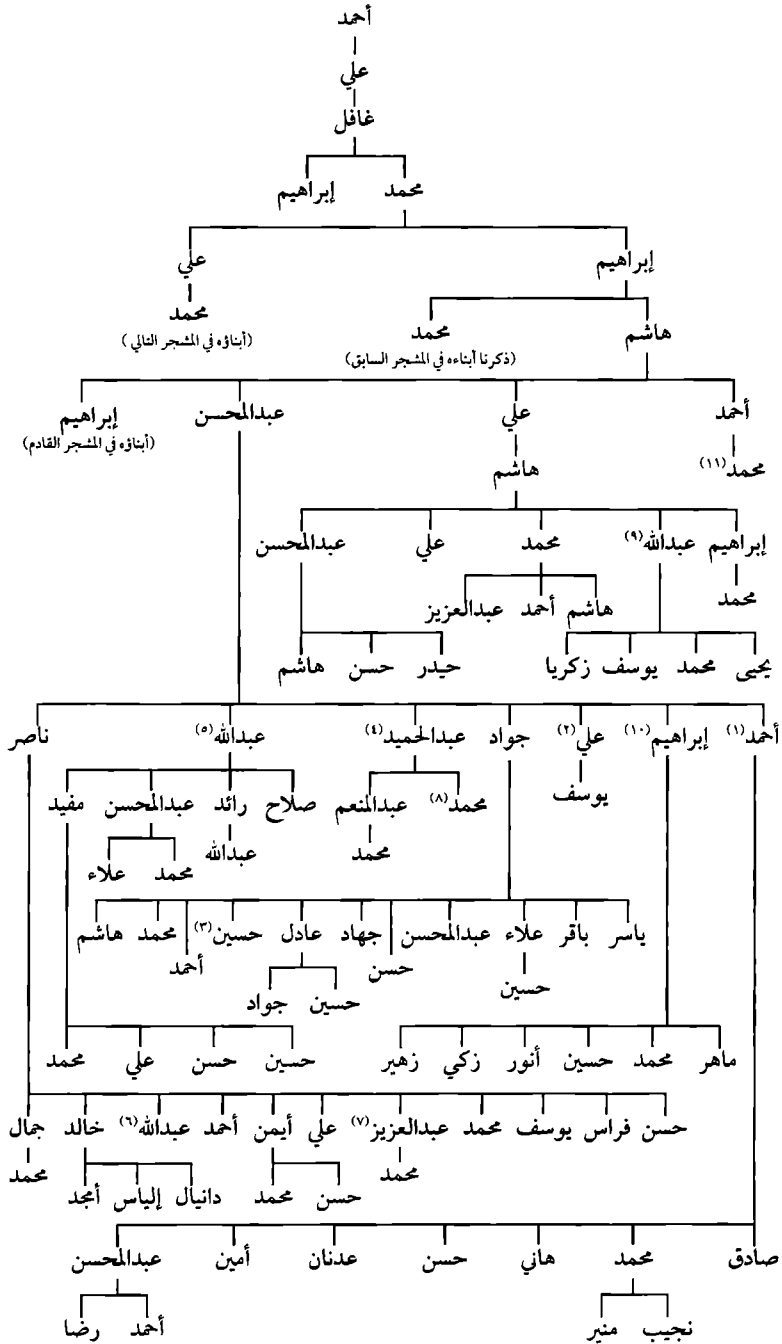 أحمد
علي
غافل
محمد إبراهيم
إبراهيم علي
هاشم محمد محمد
(ذكرنا أبناءه في المشجر السابق) (أبناؤه في المشجر التالي)
أحمد علي عبدالمحسن إبراهيم
(أبناؤه في المشجر القادم)
محمد(١١) هاشم
إبراهيم عبدالله(٩) محمد علي عبدالمحسن
محمد هاشم أحمد عبدالعزيز
يحيى محمد يوسف زكريا حيدر حسن هاشم
أحمد(١) إبراهيم(١٠) علي(٢) جواد عبدالحميد(٤) عبدالله(٥) ناصر
يوسف محمد(٨) عبدالمنعم صلاح رائد عبدالمحسن مفيد
محمد عبدالله محمد علاء
ياسر باقر علاء عبدالمحسن جهاد عادل حسين(٣) محمد هاشم
حسن أحمد
حسين حسين جواد
ماهر محمد حسين أنور زكي زهير حسين حسن علي محمد
حسن فراس يوسف محمد عبدالعزيز(٧) علي أيمن أحمد عبدالله(٦) خالد جمال
محمد حسن محمد دانيال إلياس أمجد محمد
صادق محمد هاني حسن عدنان أمين عبدالمحسن
نجيب منير أحمد رضا